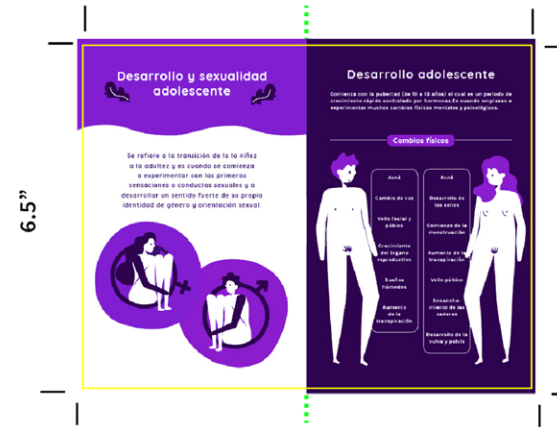 6.5”
Desarrollo y sexualidad
adolescente
Se refiere a la transición de la la niñez
a la adultez y es cuando se comienza
a experimentar con las primeras
sensaciones o conductas sexuales y a
desarrollar un sentido fuerte de su propia
identidad de género y orientación sexual.
Desarrollo adolescente
Comienza con la pubertad (de 10 a 13 años) el cual es un período de
crecimiento rápido controlado por hormonas.Es cuando empiezas a
experimentar muchos cambios físicos mentales y psicológicos.
Cambios físicos
Acné
Cambio de voz
Vello facial y
púbico
Crecimiento
del órgano
reproductivo
Sueños
húmedos
Aumento
de la
transpiración
Acné
Desarrollo de
los senos
Comienzo de la
menstruación
Aumento de la
transpiración
Vello púbico
Ensancha-
miento de las
caderas
Desarrollo de la
vulva y pelvis